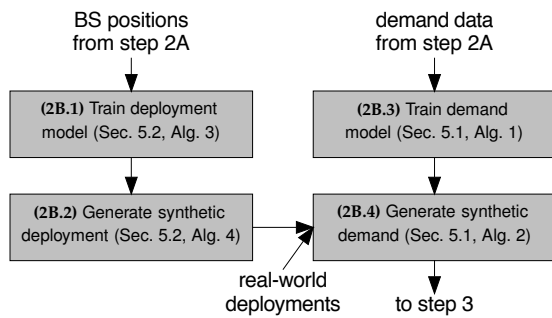 BS positions
from step 2A
demand data
from step 2A
(2B.1) Train deployment
model (Sec. 5.2, Alg. 3)
(2B.3) Train demand
model (Sec. 5.1, Alg. 1)
(2B.2) Generate synthetic
deployment (Sec. 5.2, Alg. 4)
(2B.4) Generate synthetic
demand (Sec. 5.1, Alg. 2)
real-world
deployments
to step 3